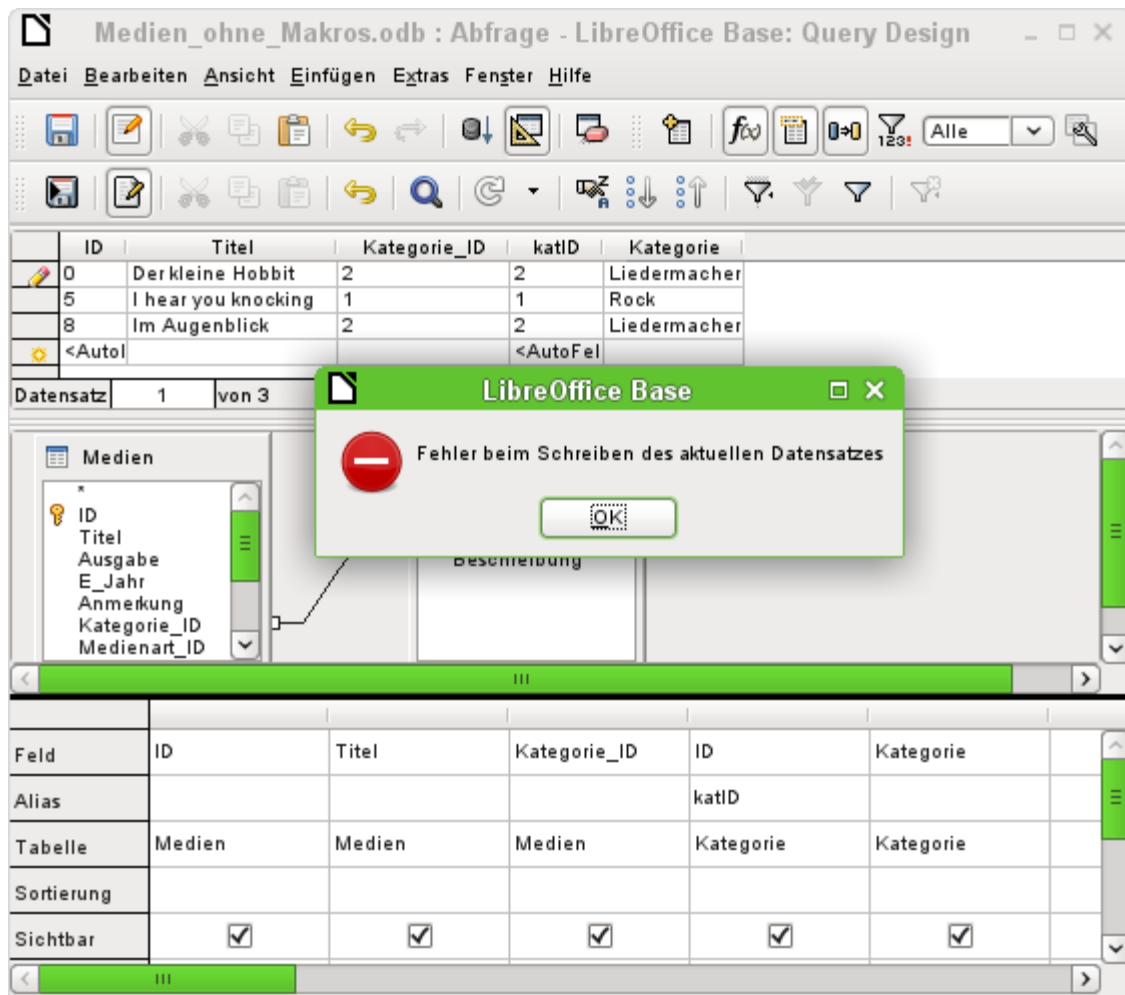 Medien_ohne_Makros.odb : Abfrage - LibreOffice Base: Query Design
Datei Bearbeiten Ansicht Einfügen Extras Fenster Hilfe
f(x) 123! Alle
Z A
ID Titel Kategorie_ID katID Kategorie
0 Der kleine Hobbit 2 2 Liedermacher
5 I hear you knocking 1 1 Rock
8 Im Augenblick 2 2 Liedermacher
<AutoI <AutoFel
Datensatz 1 von 3
LibreOffice Base
Fehler beim Schreiben des aktuellen Datensatzes
OK
Medien
*
ID
Titel
Ausgabe
E_Jahr
Anmerkung
Kategorie_ID
Medienart_ID
Beschreibung
Feld ID Titel Kategorie_ID ID Kategorie
Alias katID
Tabelle Medien Medien Medien Kategorie Kategorie
Sortierung
Sichtbar